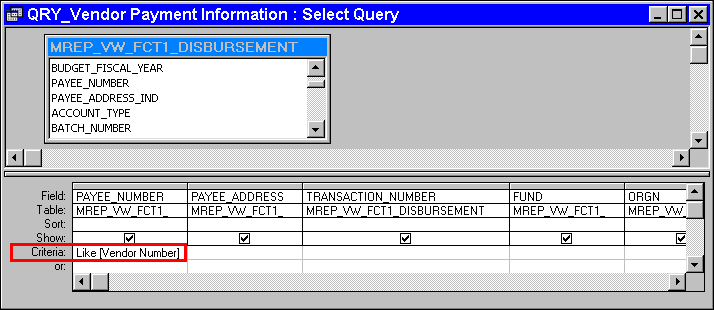 QRY_Vendor Payment Information : Select Query
MREP_VW_FCT1_DISBURSEMENT
BUDGET_FISCAL_YEAR
PAYEE_NUMBER
PAYEE_ADDRESS_IND
ACCOUNT_TYPE
BATCH_NUMBER
Field: PAYEE_NUMBER PAYEE_ADDRESS TRANSACTION_NUMBER FUND ORGN
Table: MREP_VW_FCT1_ MREP_VW_FCT1_ MREP_VW_FCT1_DISBURSEMENT MREP_VW_FCT1_ MREP_VW_
Sort:
Show:
Criteria: Like [Vendor Number]
or: